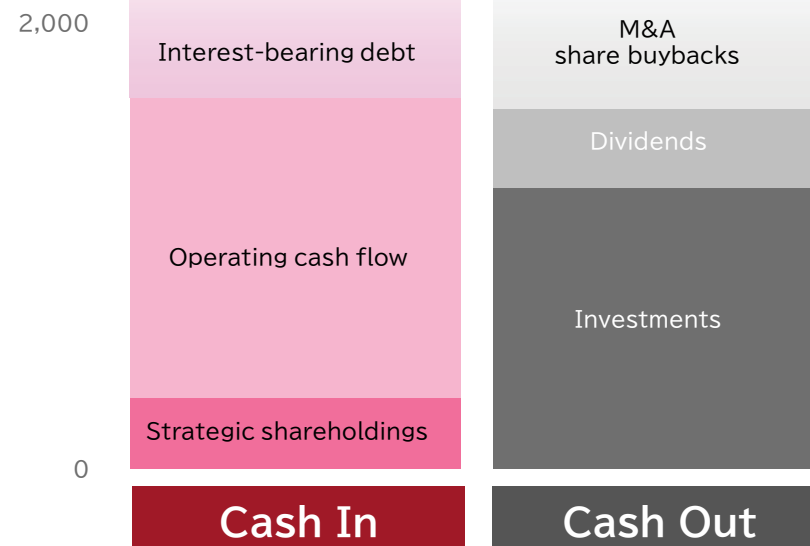 2,000
Interest-bearing debt
Operating cash flow
Strategic shareholdings
0
Cash In
M&A
share buybacks
Dividends
Investments
Cash Out